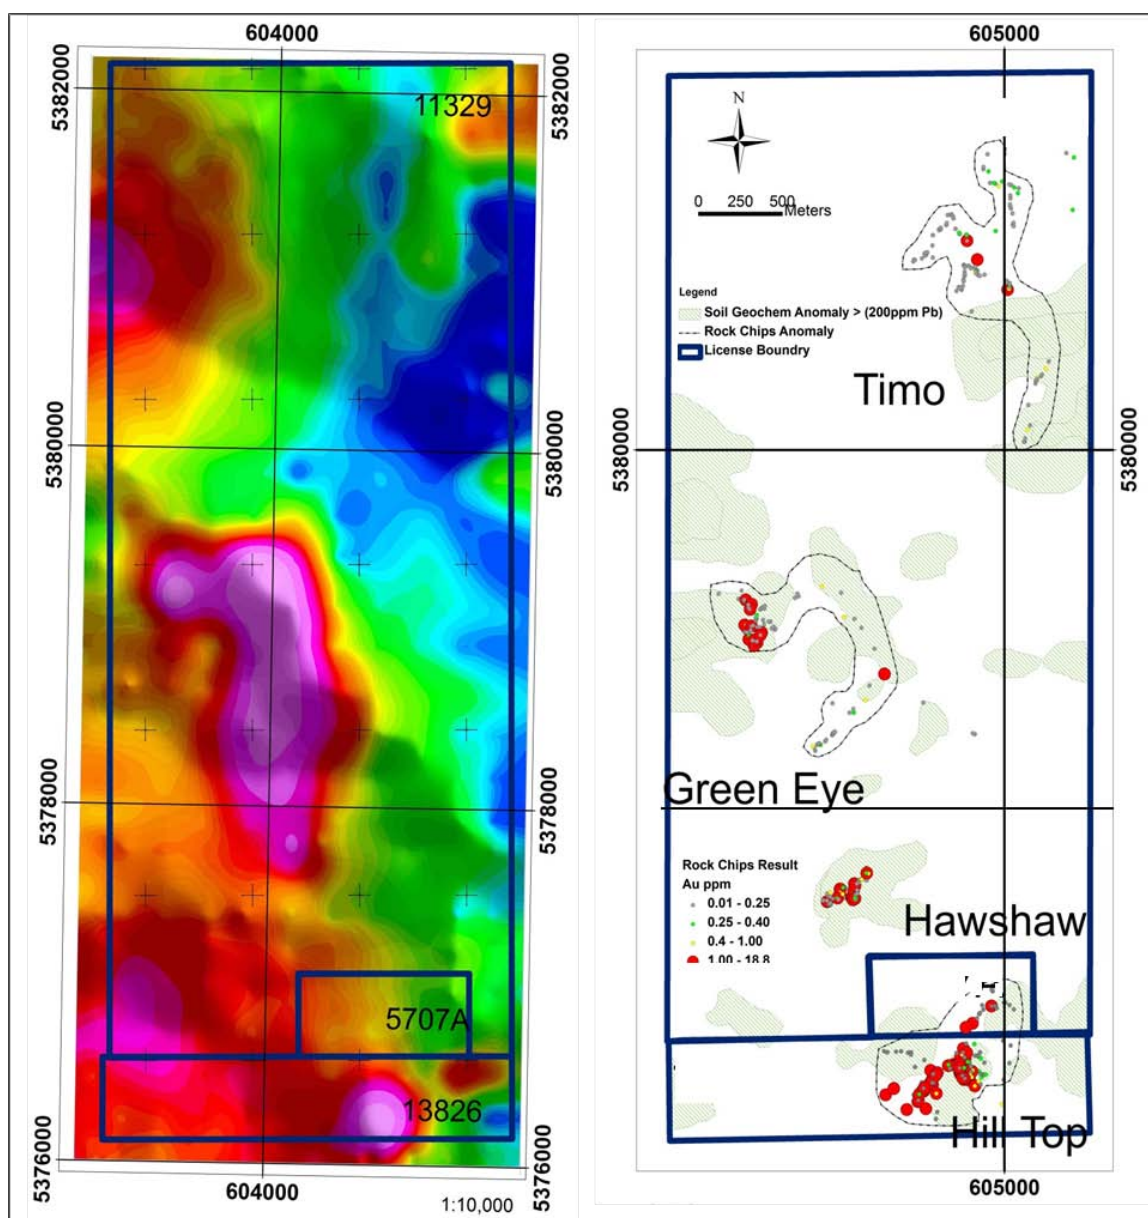 604000
5382000
5382000
11329
5380000
5380000
5378000
5378000
5707A
13826
5376000
5376000
604000
1:10,000
605000
N
0 250 500
Meters
Legend
Soil Geochem Anomaly > (200ppm Pb)
Rock Chips Anomaly
License Boundry
Timo
5380000
5380000
Green Eye
Rock Chips Result
Au ppm
0.01 - 0.25
0.25 - 0.40
0.4 - 1.00
1.00 - 18.8
Hawshaw
Hill Top
605000